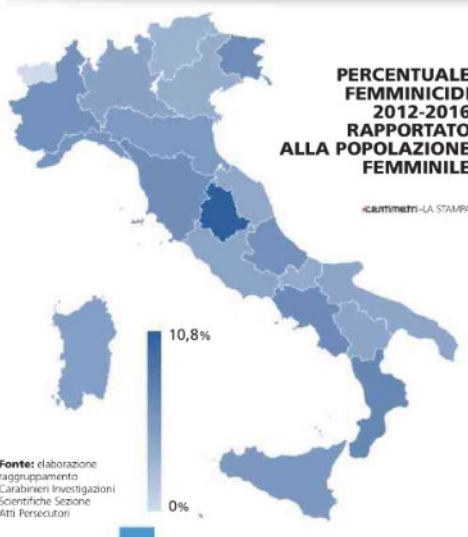 PERCENTUALE
FEMMINICIDI
2012-2016
RAPPORTATO
ALLA POPOLAZIONE
FEMMINILE
centimetri-LA STAMPA
10,8%
0%
Fonte: elaborazione
raggruppamento
Carabinieri Investigazioni
Scientifiche Sezione
Atti Persecutori